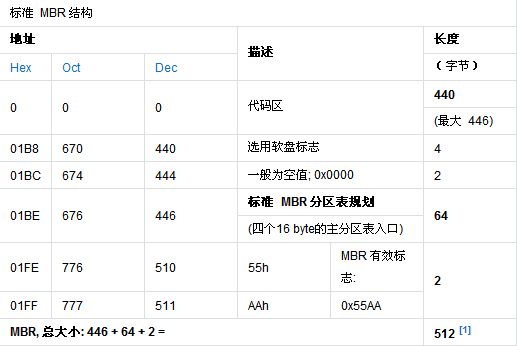 标准 MBR 结构
地址 描述 长度
Hex Oct Dec （字节）
0 0 0 代码区 440
(最大 446)
01B8 670 440 选用软盘标志 4
01BC 674 444 一般为空值; 0x0000 2
01BE 676 446 标准 MBR 分区表规划 64
(四个16 byte的主分区表入口)
01FE 776 510 55h MBR 有效标
志:
2
01FF 777 511 AAh 0x55AA
MBR, 总大小: 446 + 64 + 2 = 512 [1]